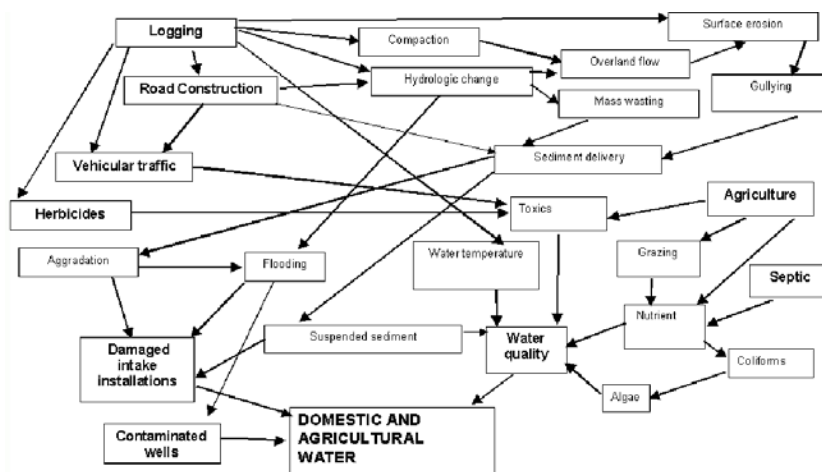 Logging
Surface erosion
Compaction
Overland flow
Road Construction
Hydrologic change
Gullying
Mass wasting
Vehicular traffic
Sediment delivery
Agriculture
Herbicides
Toxics
Aggradation
Flooding
Water temperature
Grazing
Septic
Nutrient
Suspended sediment
Water
quality
Damaged
intake
installations
Coliforms
Algae
DOMESTIC AND
AGRICULTURAL
WATER
Contaminated
wells